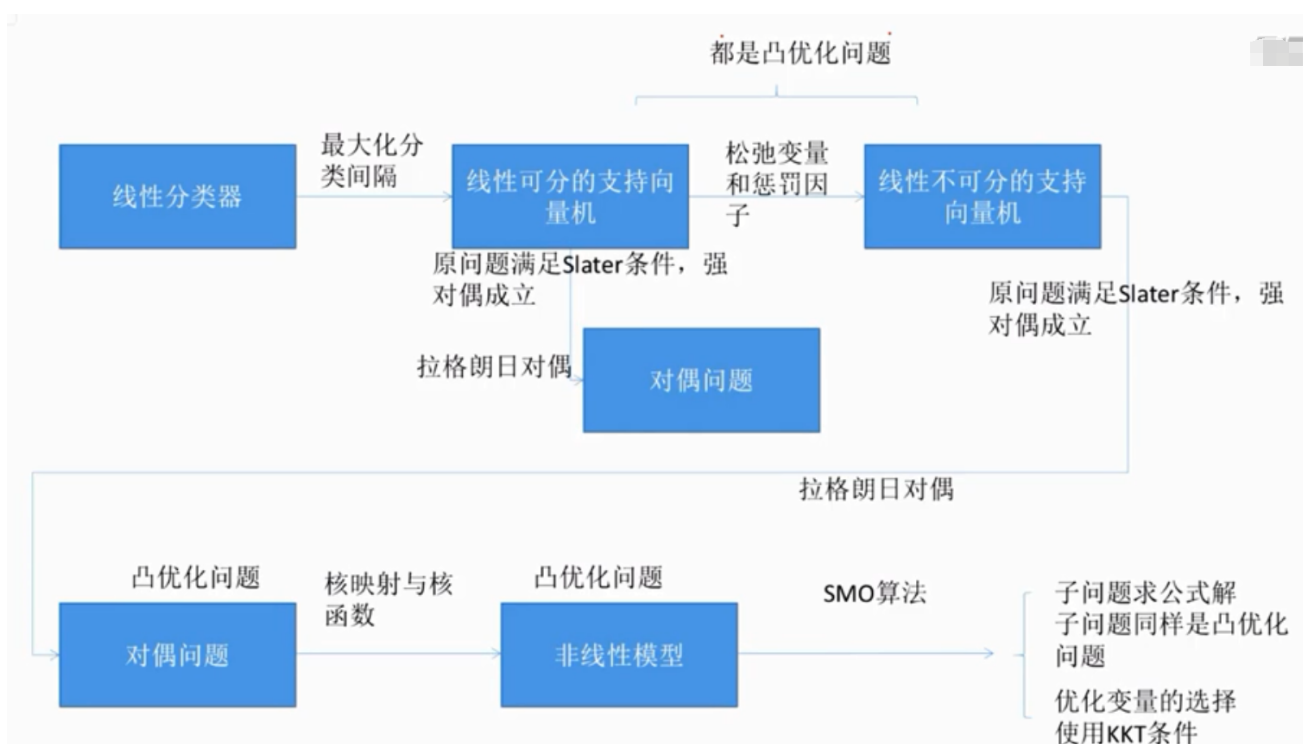 都是凸优化问题
线性分类器
最大化分
类间隔
线性可分的支持向
量机
松弛变量
和惩罚因
子
线性不可分的支持
向量机
原问题满足Slater条件，强
对偶成立
原问题满足Slater条件，强
对偶成立
拉格朗日对偶
对偶问题
拉格朗日对偶
凸优化问题
对偶问题
核映射与核
函数
凸优化问题
非线性模型
SMO算法
子问题求公式解
子问题同样是凸优化
问题
优化变量的选择
使用KKT条件